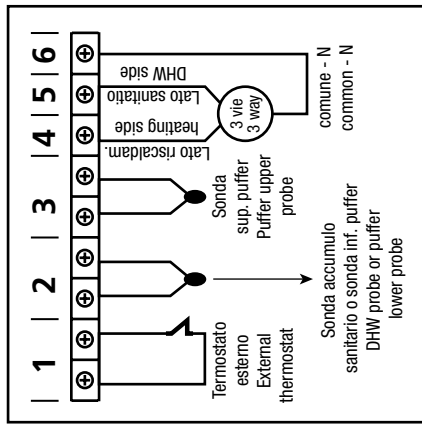 1
2
3
4
5
6
Termostato
esterno
External
thermostat
Sonda accumulo
sanitario o sonda inf. puffer
DHW probe or puffer
lower probe
Sonda
sup. puffer
Puffer upper
probe
Lato riscaldam.
heating side
Lato sanitatio
DHW side
3 vie
3 way
comune - N
common - N